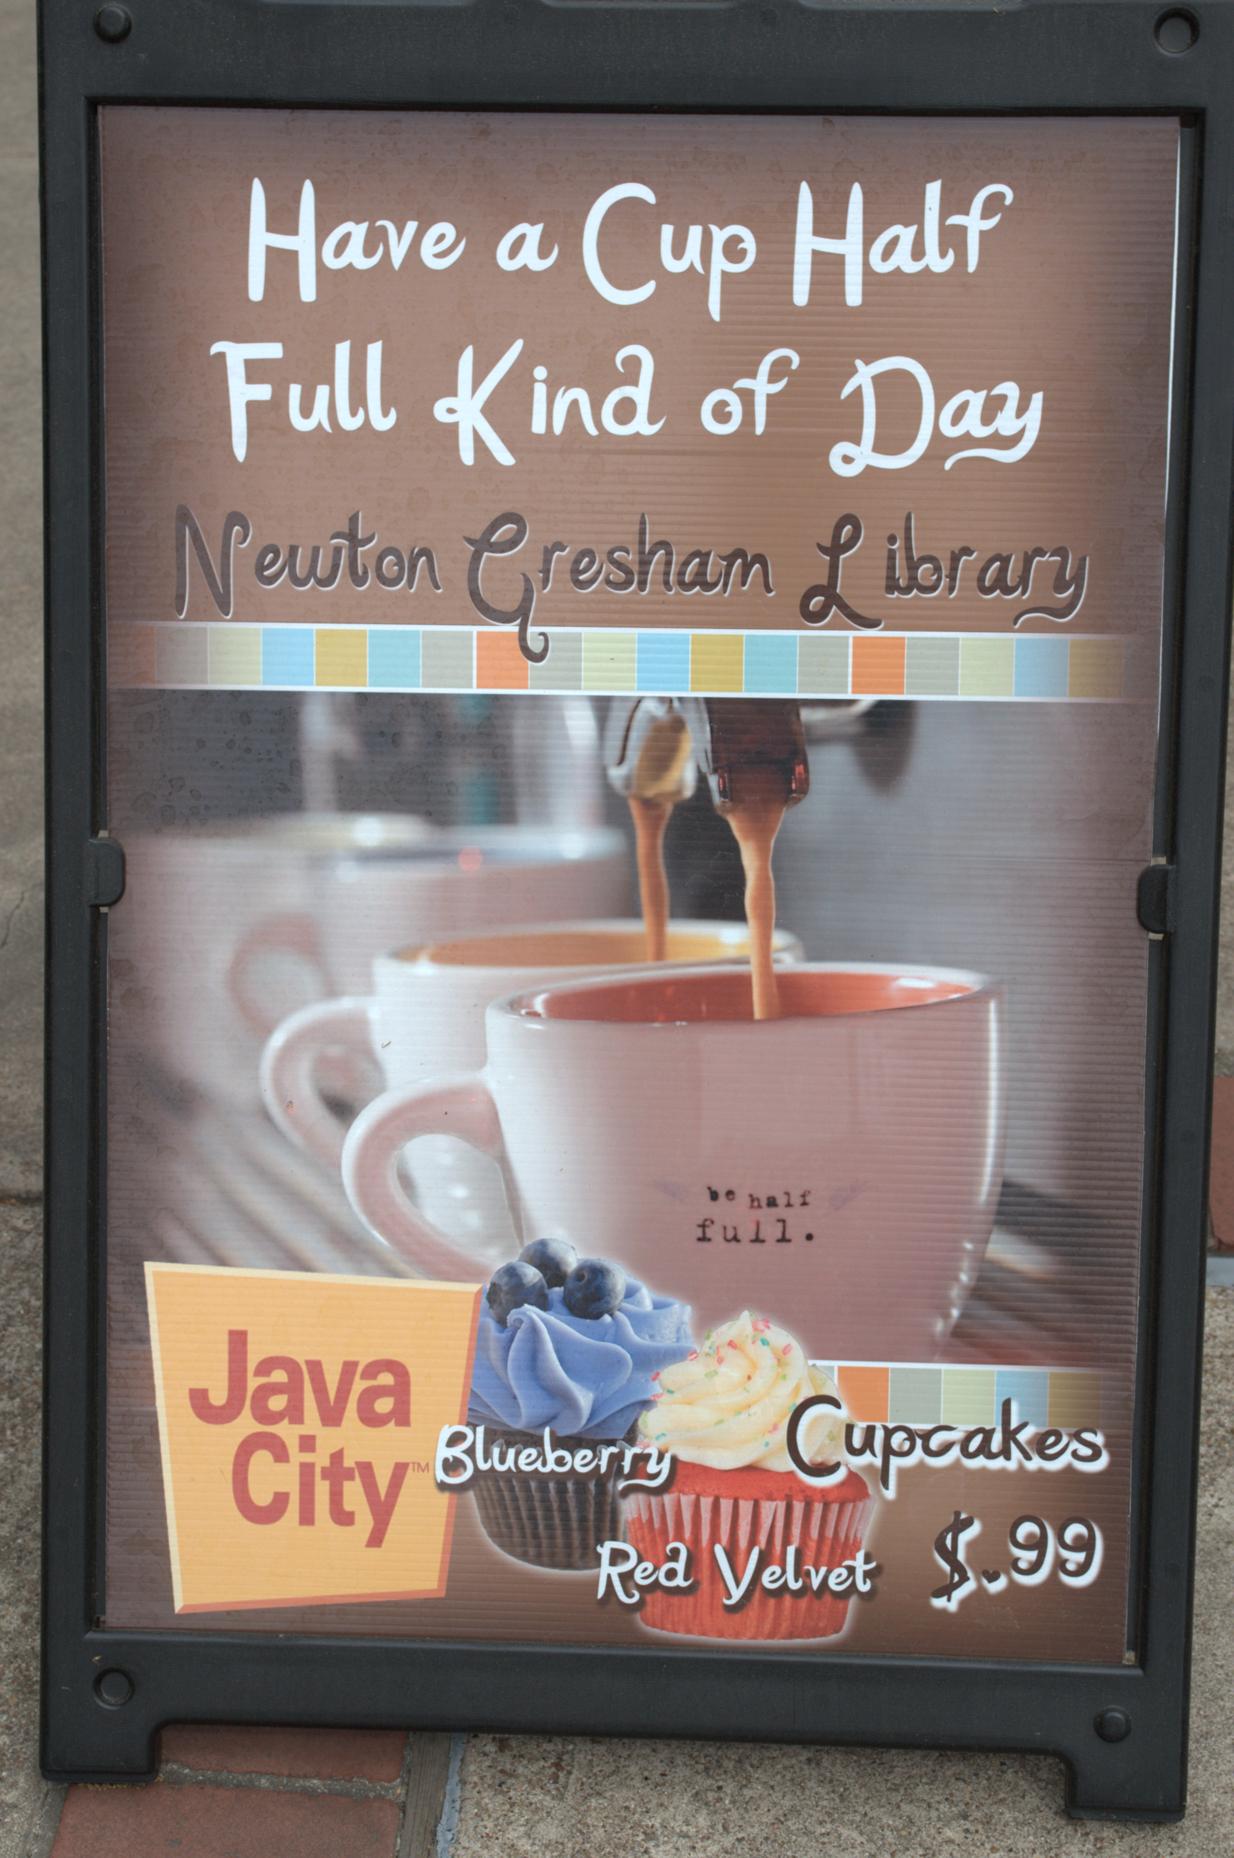 Have a Cup Half
Full Kind of Day
Newton Gresham Library
be half
full.
Java
City™
Blueberry
Cupcakes
Red Velvet
$.99